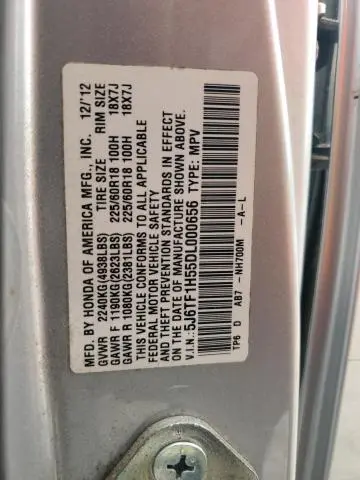 MFD. BY HONDA OF AMERICA MFG., INC. 12/'12
GVWR 2240KG(4938LBS) TIRE SIZE RIM SIZE
GAWR F 1190KG(2623LBS) 225/60R18 100H 18X7J
GAWR R 1080KG(2381LBS) 225/60R18 100H 18X7J
THIS VEHICLE CONFORMS TO ALL APPLICABLE
FEDERAL MOTOR VEHICLE SAFETY
AND THEFT PREVENTION STANDARDS IN EFFECT
ON THE DATE OF MANUFACTURE SHOWN ABOVE.
V.I.N.:5J6TF1H55DL000656 TYPE: MPV
TP6 D AB7 -NH700M -A-L